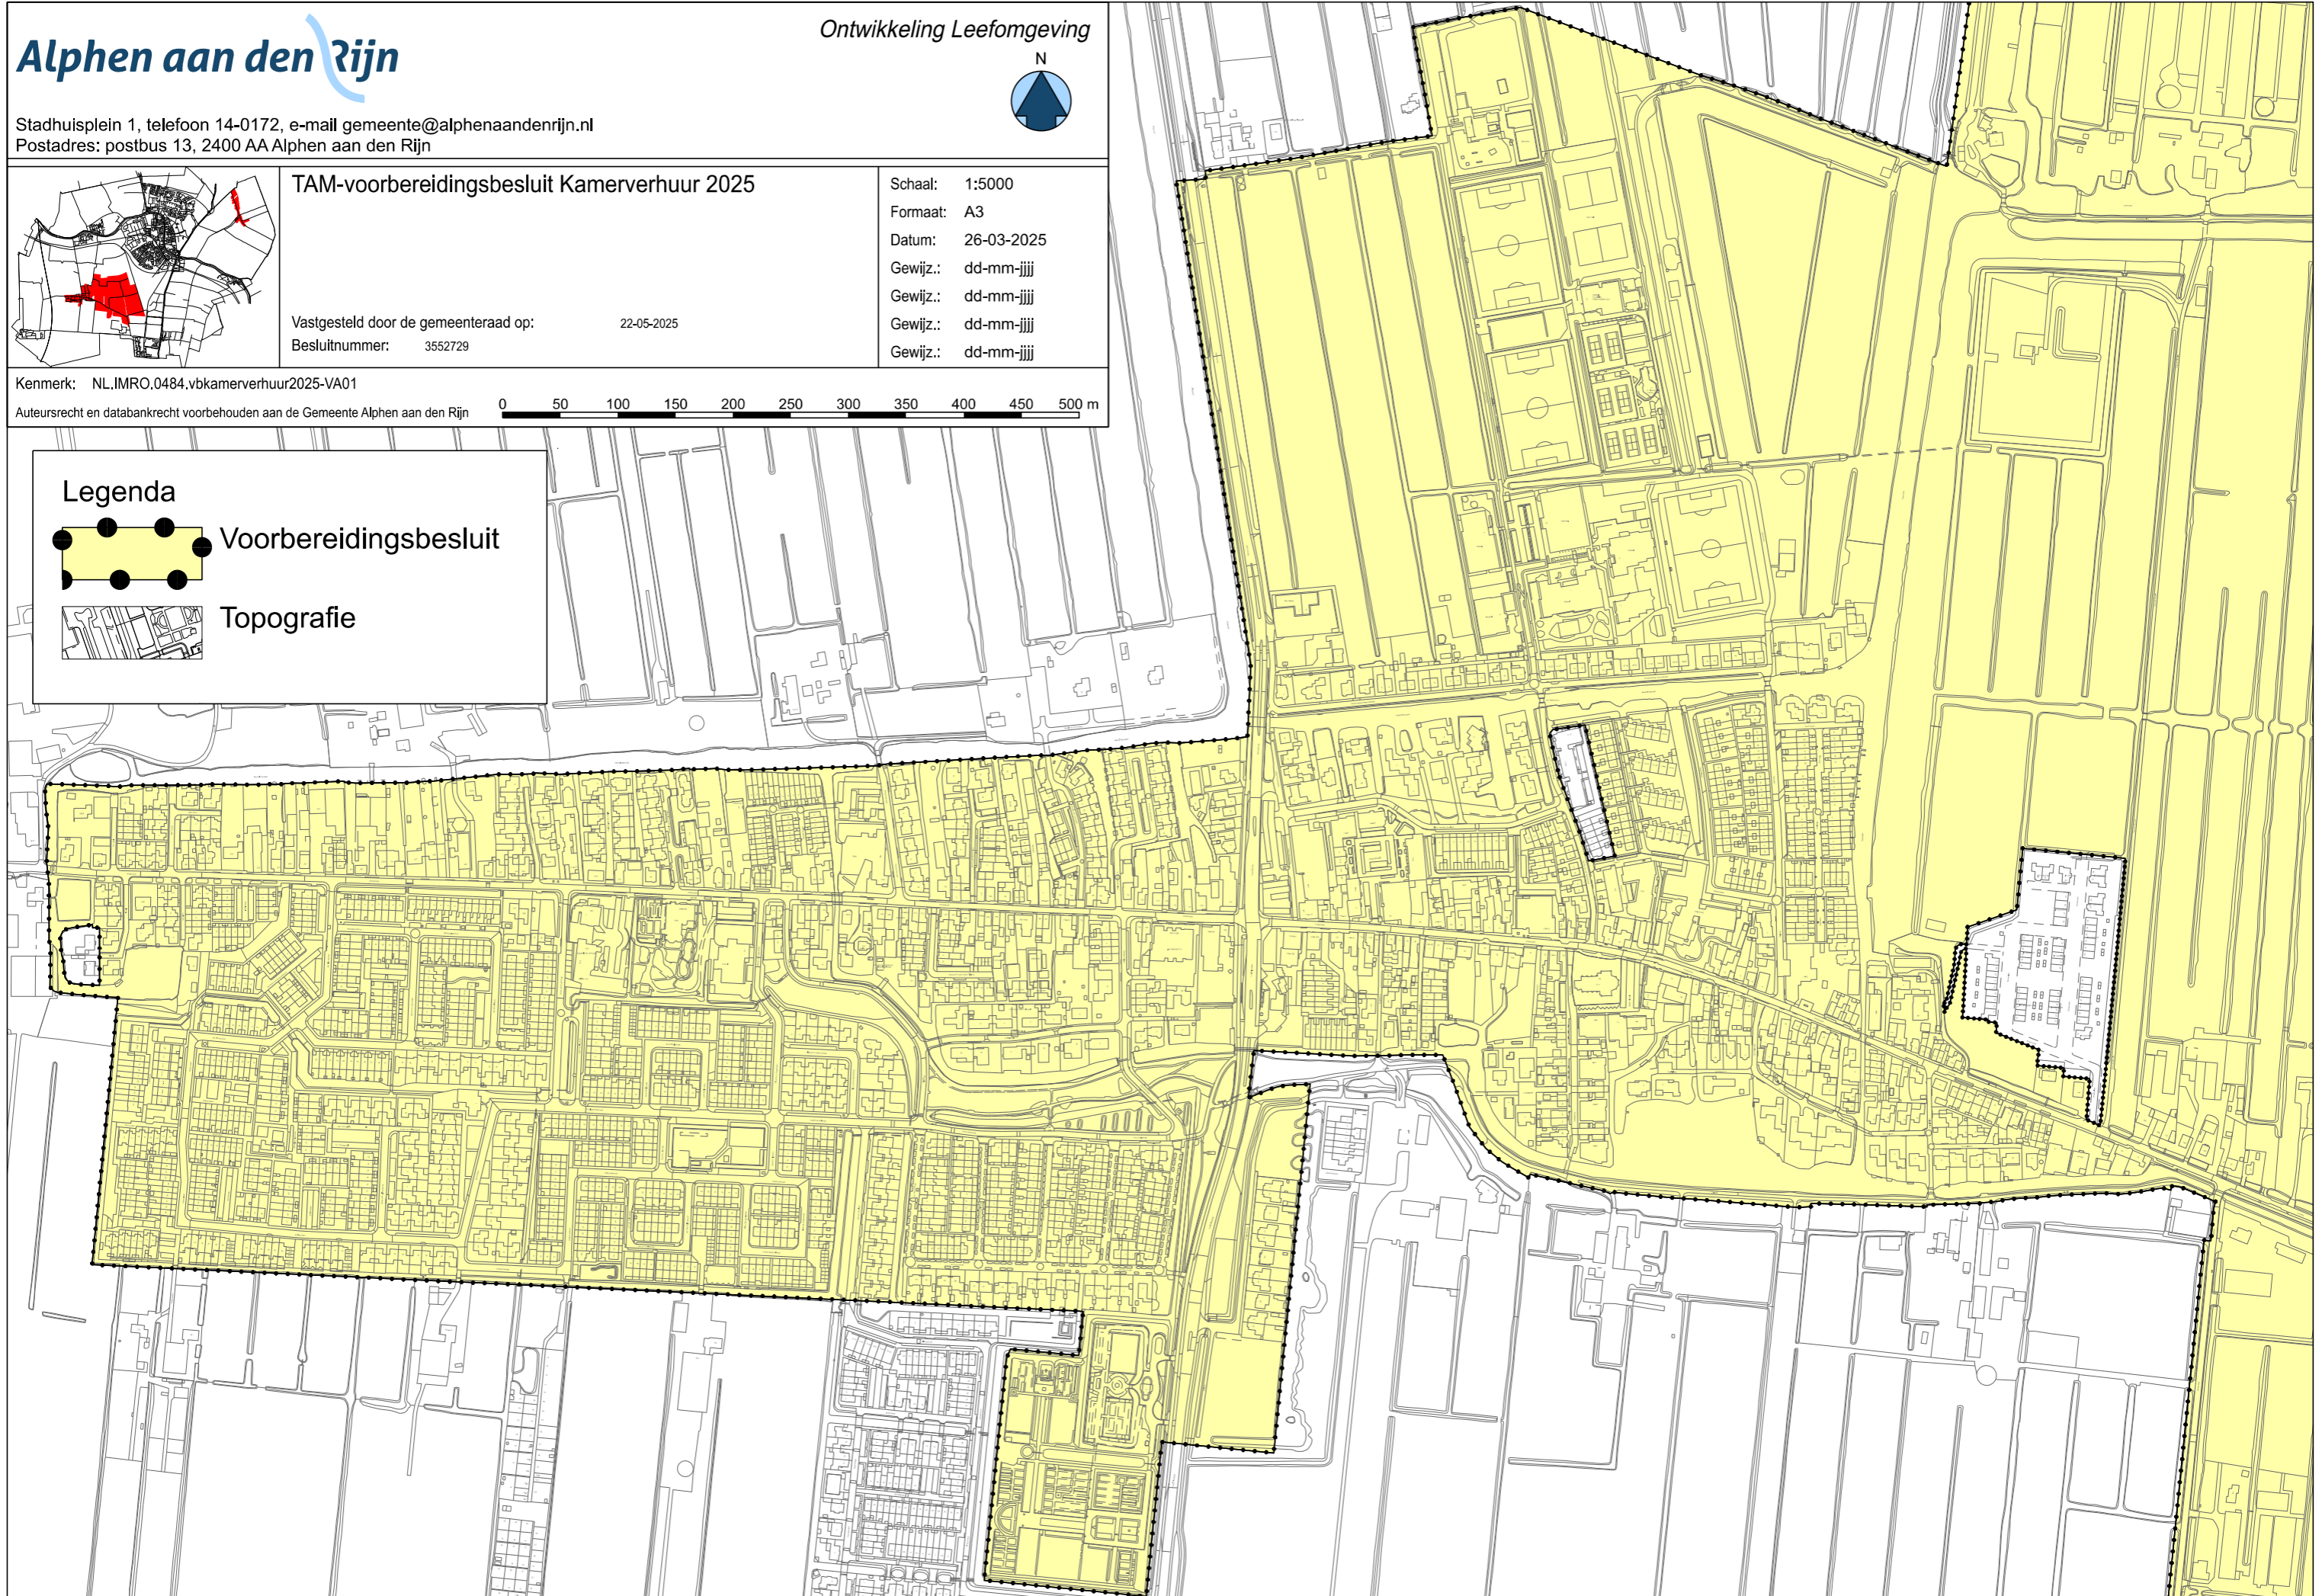 Alphen aan den Rijn
Ontwikkeling Leefomgeving
N
Stadhuisplein 1, telefoon 14-0172, e-mail gemeente@alphenaandenrijn.nl
Postadres: postbus 13, 2400 AA Alphen aan den Rijn
TAM-voorbereidingsbesluit Kamerverhuur 2025
Vastgesteld door de gemeenteraad op: 22-05-2025
Besluitnummer: 3552729
Schaal: 1:5000
Formaat: A3
Datum: 26-03-2025
Gewijz.: dd-mm-jjjj
Gewijz.: dd-mm-jjjj
Gewijz.: dd-mm-jjjj
Gewijz.: dd-mm-jjjj
Kenmerk: NL.IMRO.0484.vbkamerverhuur2025-VA01
Auteursrecht en databankrecht voorbehouden aan de Gemeente Alphen aan den Rijn
0 50 100 150 200 250 300 350 400 450 500 m
Legenda
Voorbereidingsbesluit
Topografie